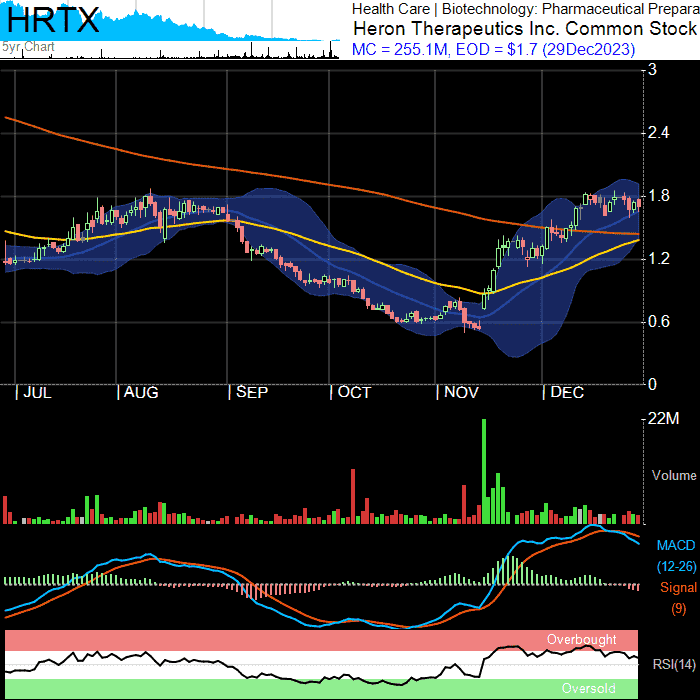 HRTX
5yr Chart
Health Care | Biotechnology: Pharmaceutical Prepara
Heron Therapeutics Inc. Common Stock
MC = 255.1M, EOD = $1.7 (29Dec2023)
3
2.4
1.8
1.2
0.6
0
JUL AUG SEP OCT NOV DEC
22M
Volume
MACD
(12-26)
Signal
(9)
Overbought
RSI(14)
Oversold